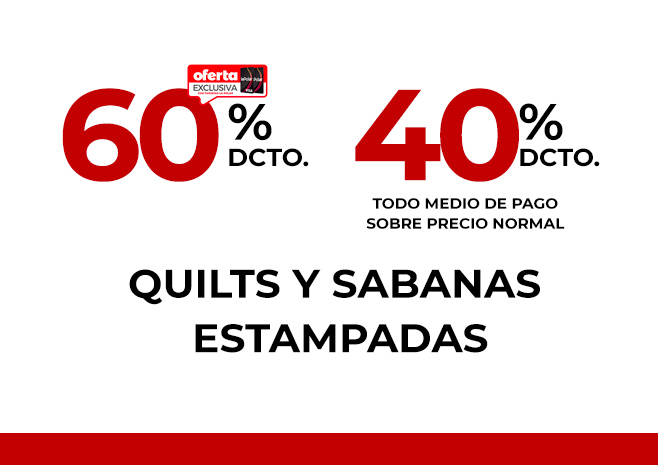 oferta
EXCLUSIVA
60%
DCTO.
40%
DCTO.
TODO MEDIO DE PAGO
SOBRE PRECIO NORMAL
QUILTS Y SABANAS
ESTAMPADAS